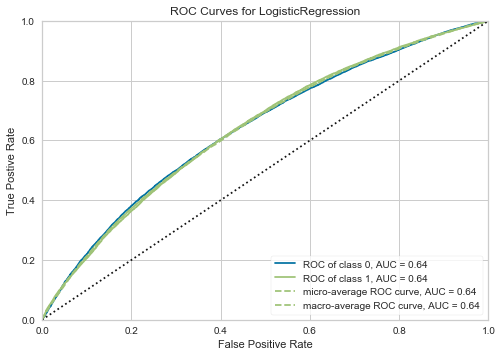 ROC Curves for LogisticRegression
1.0
0.8
0.6
0.4
0.2
0.0
True Postive Rate
ROC of class 0, AUC = 0.64
ROC of class 1, AUC = 0.64
micro-average ROC curve, AUC = 0.64
macro-average ROC curve, AUC = 0.64
0.0 0.2 0.4 0.6 0.8 1.0
False Positive Rate